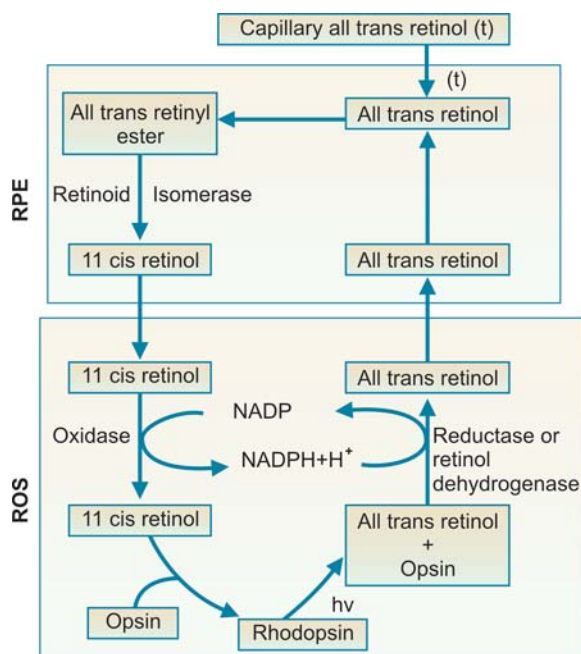 Capillary all trans retinol (t)
(t)
All trans retinyl
ester
All trans retinol
RPE
Retinoid
Isomerase
11 cis retinol
All trans retinol
11 cis retinol
All trans retinol
NADP
Oxidase
NADPH+H⁺
Reductase or
retinol
dehydrogenase
ROS
11 cis retinol
All trans retinol
+
Opsin
Opsin
Rhodopsin
hv